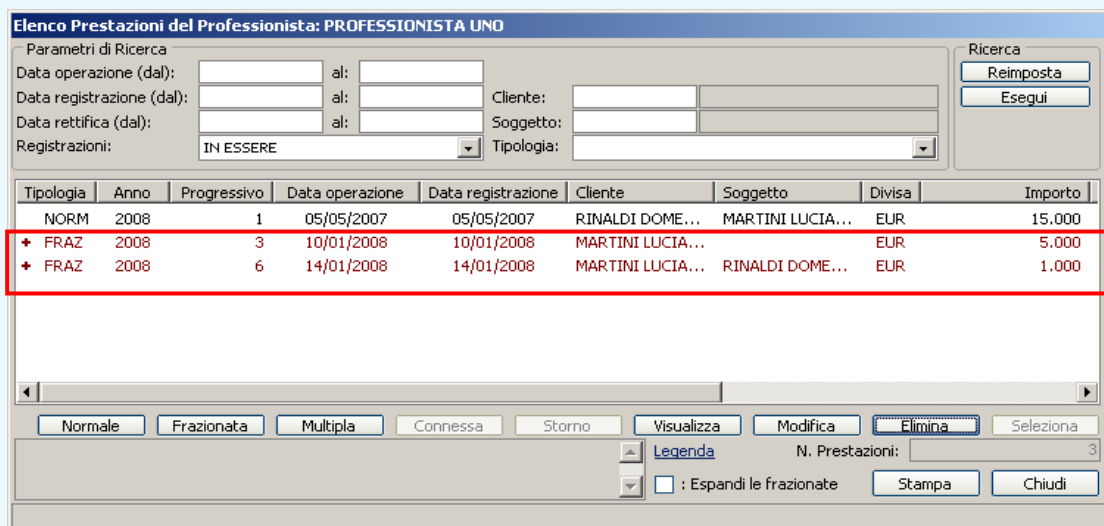 Elenco Prestazioni del Professionista: PROFESSIONISTA UNO
Parametri di Ricerca
Ricerca
Data operazione (dal): al:
Reimposta
Data registrazione (dal): al: Cliente:
Esegui
Data rettifica (dal): al: Soggetto:
Registrazioni: IN ESSERE Tipologia:
Tipologia Anno Progressivo Data operazione Data registrazione Cliente Soggetto Divisa Importo
NORM 2008 1 05/05/2007 05/05/2007 RINALDI DOME... MARTINI LUCIA... EUR 15.000
+ FRAZ 2008 3 10/01/2008 10/01/2008 MARTINI LUCIA... EUR 5.000
+ FRAZ 2008 6 14/01/2008 14/01/2008 MARTINI LUCIA... RINALDI DOME... EUR 1.000
Normale Frazionata Multipla Connessa Storno Visualizza Modifica Elimina Seleziona
Legenda N. Prestazioni: 3
: Espandi le frazionate Stampa Chiudi